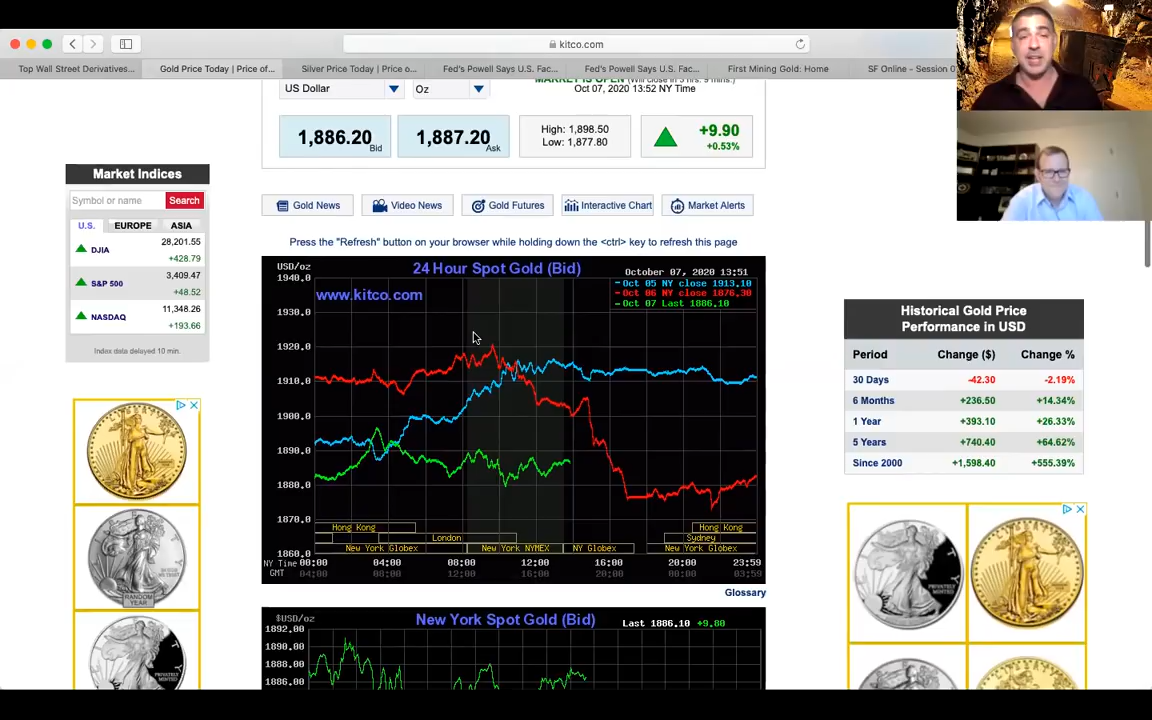 kitco.com
Top Wall Street Derivatives...
Gold Price Today | Price of...
Silver Price Today | Price o...
Fed's Powell Says U.S. Fac...
Fed's Powell Says U.S. Fac...
First Mining Gold: Home
SF Online - Session 0
MARKET IS OPEN (Will close in 3 hrs. 9 mins.)
US Dollar
Oz
Oct 07, 2020 13:52 NY Time
1,886.20 Bid
1,887.20 Ask
High: 1,898.50
Low: 1,877.80
+9.90
+0.53%
Market Indices
Symbol or name
Search
U.S.
EUROPE
ASIA
DJIA
28,201.55
+428.79
S&P 500
3,409.47
+48.52
NASDAQ
11,348.26
+193.66
Index data delayed 10 min.
Gold News
Video News
Gold Futures
Interactive Chart
Market Alerts
Press the "Refresh" button on your browser while holding down the <ctrl> key to refresh this page
USD/oz
24 Hour Spot Gold (Bid)
October 07, 2020 13:51
www.kitco.com
Oct 05 NY close 1913.10
Oct 06 NY close 1876.30
Oct 07 Last 1886.10
1940.0
1930.0
1920.0
1910.0
1900.0
1890.0
1880.0
1870.0
1860.0
Hong Kong
Hong Kong
London
Sydney
New York Globex
New York NYMEX
NY Globex
New York Globex
NY Time 00:00 04:00 08:00 12:00 16:00 20:00 23:59
GMT 04:00 08:00 12:00 16:00 20:00 00:00 03:59
Glossary
$USD/oz
New York Spot Gold (Bid)
Last 1886.10 +9.80
1892.00
1890.00
1888.00
1886.00
Historical Gold Price
Performance in USD
Period Change ($) Change %
30 Days -42.30 -2.19%
6 Months +236.50 +14.34%
1 Year +393.10 +26.33%
5 Years +740.40 +64.62%
Since 2000 +1,598.40 +555.39%
RANDOM
YEAR